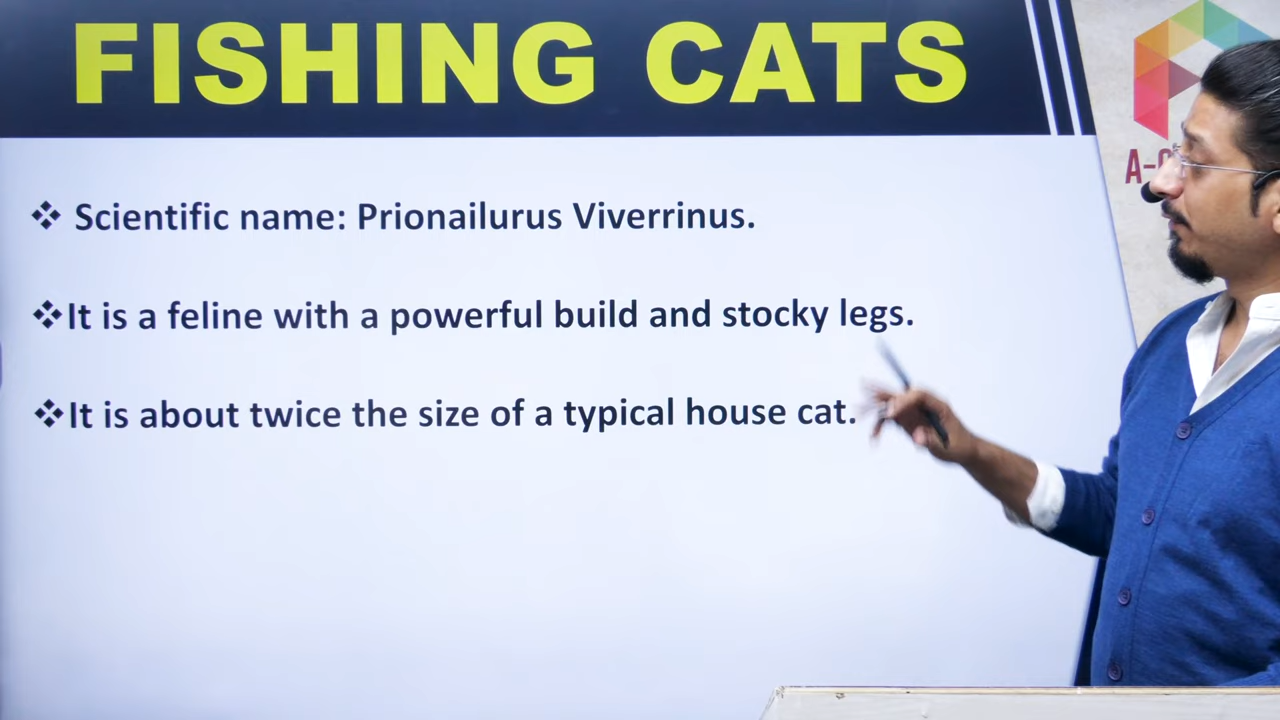 FISHING CATS
❖ Scientific name: Prionailurus Viverrinus.
❖It is a feline with a powerful build and stocky legs.
❖It is about twice the size of a typical house cat.